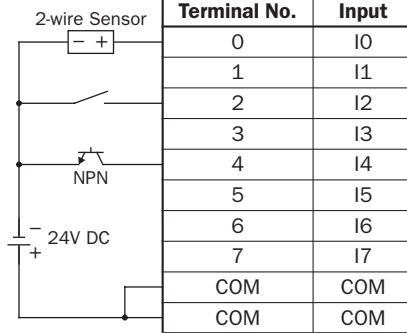 2-wire Sensor
− +
NPN
−
24V DC
+
Terminal No. Input
0 I0
1 I1
2 I2
3 I3
4 I4
5 I5
6 I6
7 I7
COM COM
COM COM